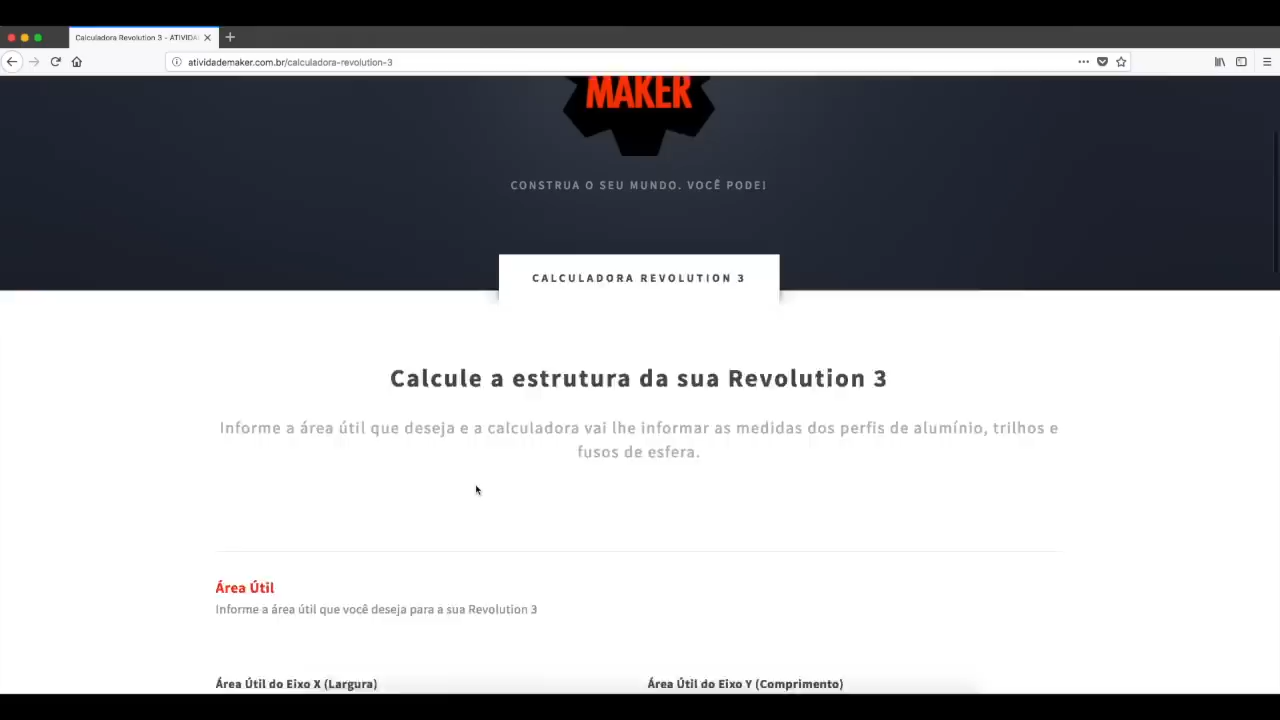 Calculadora Revolution 3 - ATIVIDA
atividademaker.com.br/calculadora-revolution-3
MAKER
CONSTRUA O SEU MUNDO. VOCÊ PODE!
CALCULADORA REVOLUTION 3
Calcule a estrutura da sua Revolution 3
Informe a área útil que deseja e a calculadora vai lhe informar as medidas dos perfis de alumínio, trilhos e
fusos de esfera.
Área Útil
Informe a área útil que você deseja para a sua Revolution 3
Área Útil do Eixo X (Largura)
Área Útil do Eixo Y (Comprimento)